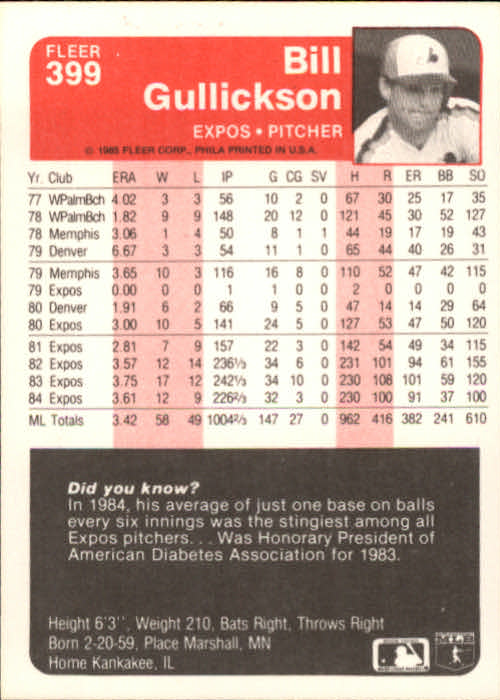 FLEER
399
Bill
Gullickson
EXPOS • PITCHER
© 1985 FLEER CORP., PHILA PRINTED IN U.S.A.
Yr. Club ERA W L IP G CG SV H R ER BB SO
77 WPalmBch 4.02 3 3 56 10 2 0 67 30 25 17 35
78 WPalmBch 1.82 9 9 148 20 12 0 121 45 30 52 127
78 Memphis 3.06 1 4 50 8 1 1 44 19 17 19 43
79 Denver 6.67 3 3 54 11 1 0 65 44 40 26 31
79 Memphis 3.65 10 3 116 16 8 0 110 52 47 42 115
79 Expos 0.00 0 0 1 1 0 0 2 0 0 0 0
80 Denver 1.91 6 2 66 9 5 0 47 14 14 29 64
80 Expos 3.00 10 5 141 24 5 0 127 53 47 50 120
81 Expos 2.81 7 9 157 22 3 0 142 54 49 34 115
82 Expos 3.57 12 14 236⅓ 34 6 0 231 101 94 61 155
83 Expos 3.75 17 12 242⅓ 34 10 0 230 108 101 59 120
84 Expos 3.61 12 9 226⅔ 32 3 0 230 100 91 37 100
ML Totals 3.42 58 49 1004⅔ 147 27 0 962 416 382 241 610
Did you know?
In 1984, his average of just one base on balls
every six innings was the stingiest among all
Expos pitchers. . . Was Honorary President of
American Diabetes Association for 1983.
Height 6'3'', Weight 210, Bats Right, Throws Right
Born 2-20-59, Place Marshall, MN
Home Kankakee, IL